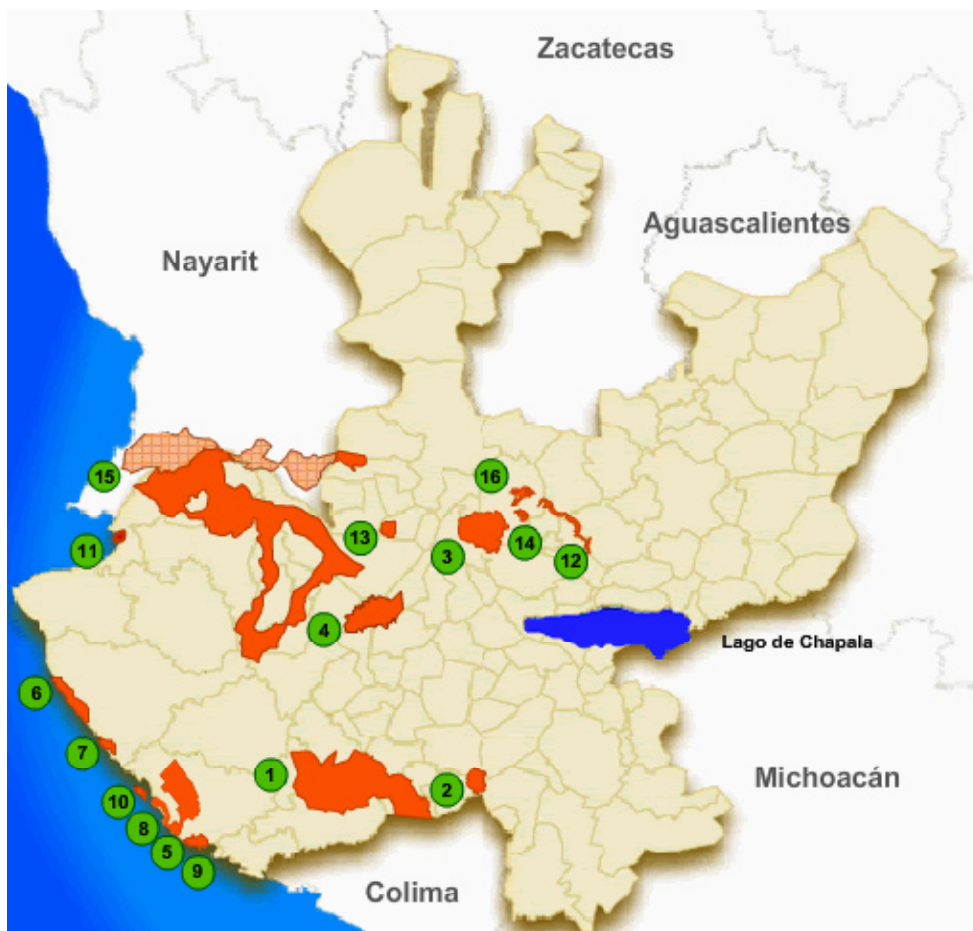 Zacatecas
Aguascalientes
Nayarit
15
16
11
13
3
14
12
4
Lago de Chapala
6
7
1
2
Michoacán
10
8
5
9
Colima